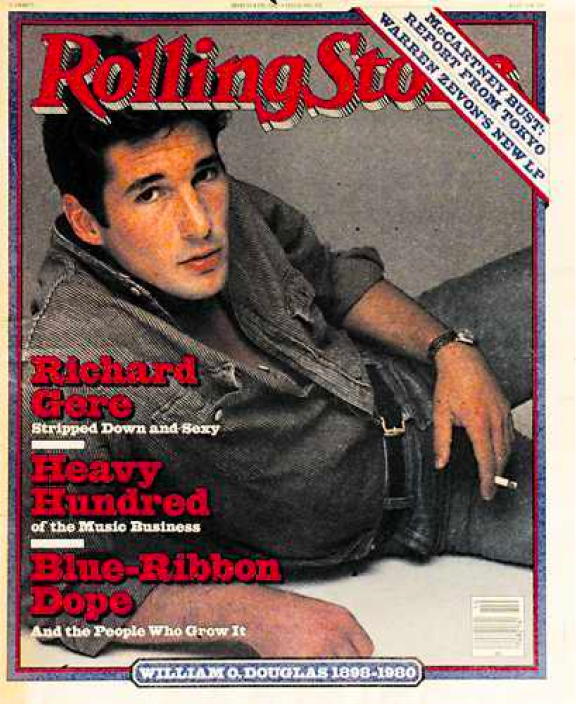 Rolling Sto
McCARTNEY BUST:
REPORT FROM TOKYO
WARREN ZEVON'S NEW LP
Richard
Gere
Stripped Down and Sexy
Heavy
Hundred
of the Music Business
Blue-Ribbon
Dope
And the People Who Grow It
WILLIAM O. DOUGLAS 1898-1980